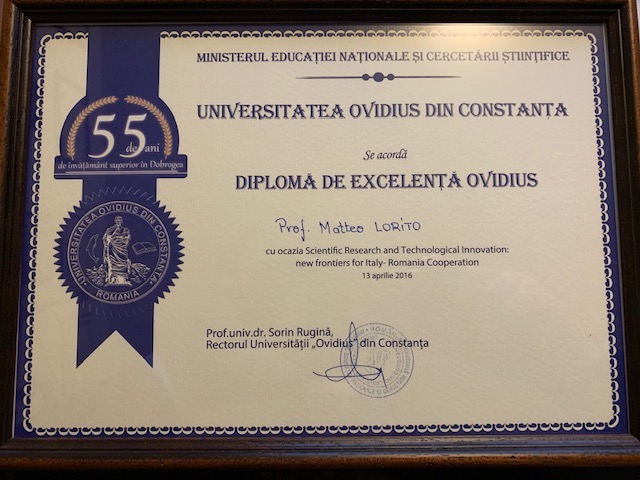 MINISTERUL EDUCAȚIEI NAȚIONALE ȘI CERCETĂRII ȘTIINȚIFICE
UNIVERSITATEA OVIDIUS DIN CONSTANȚA
Se acordă
DIPLOMĂ DE EXCELENȚĂ OVIDIUS
Prof. Matteo LORITO
cu ocazia Scientific Research and Technological Innovation:
new frontiers for Italy- Romania Cooperation
13 aprilie 2016
Prof.univ.dr. Sorin Rugină,
Rectorul Universității „Ovidius” din Constanța
55
de ani
de învățământ superior în Dobrogea
UNIVERSITATEA OVIDIUS DIN CONSTANȚA
ROMANIA